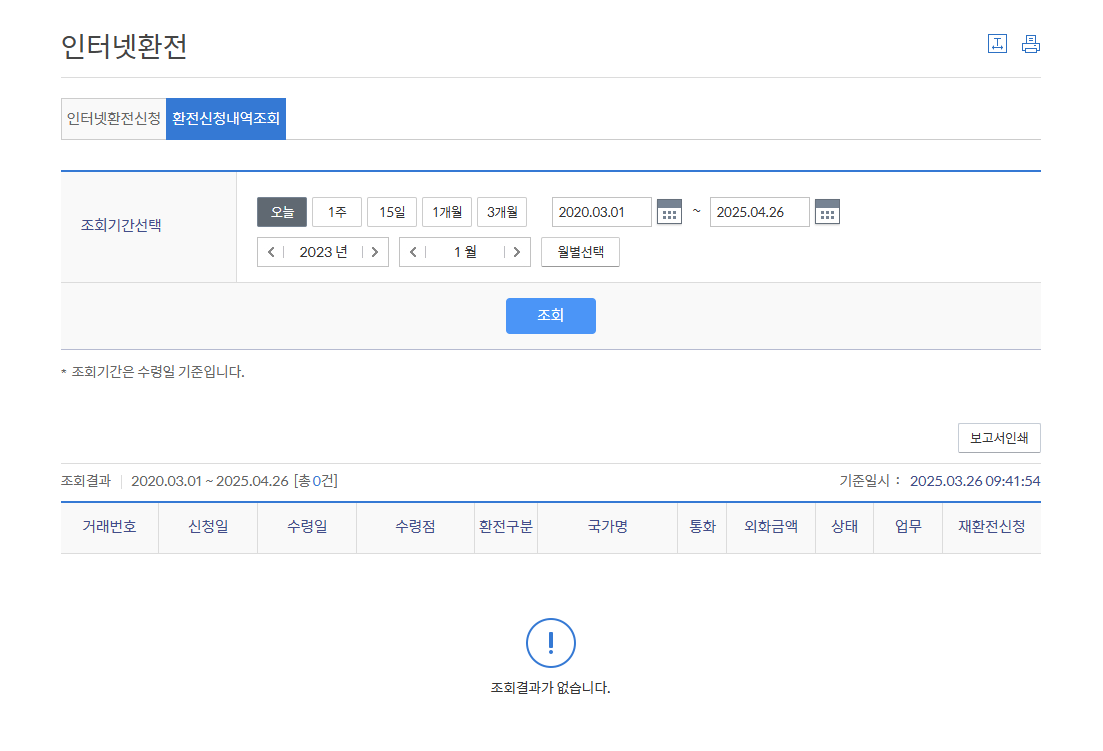 인터넷환전
인터넷환전신청 환전신청내역조회
조회기간선택
오늘 1주 15일 1개월 3개월 2020.03.01 ~ 2025.04.26
2023 년 1 월 월별선택
조회
* 조회기간은 수령일 기준입니다.
보고서인쇄
조회결과 2020.03.01 ~ 2025.04.26 [총 0건] 기준일시 : 2025.03.26 09:41:54
거래번호 신청일 수령일 수령점 환전구분 국가명 통화 외화금액 상태 업무 재환전신청
조회결과가 없습니다.